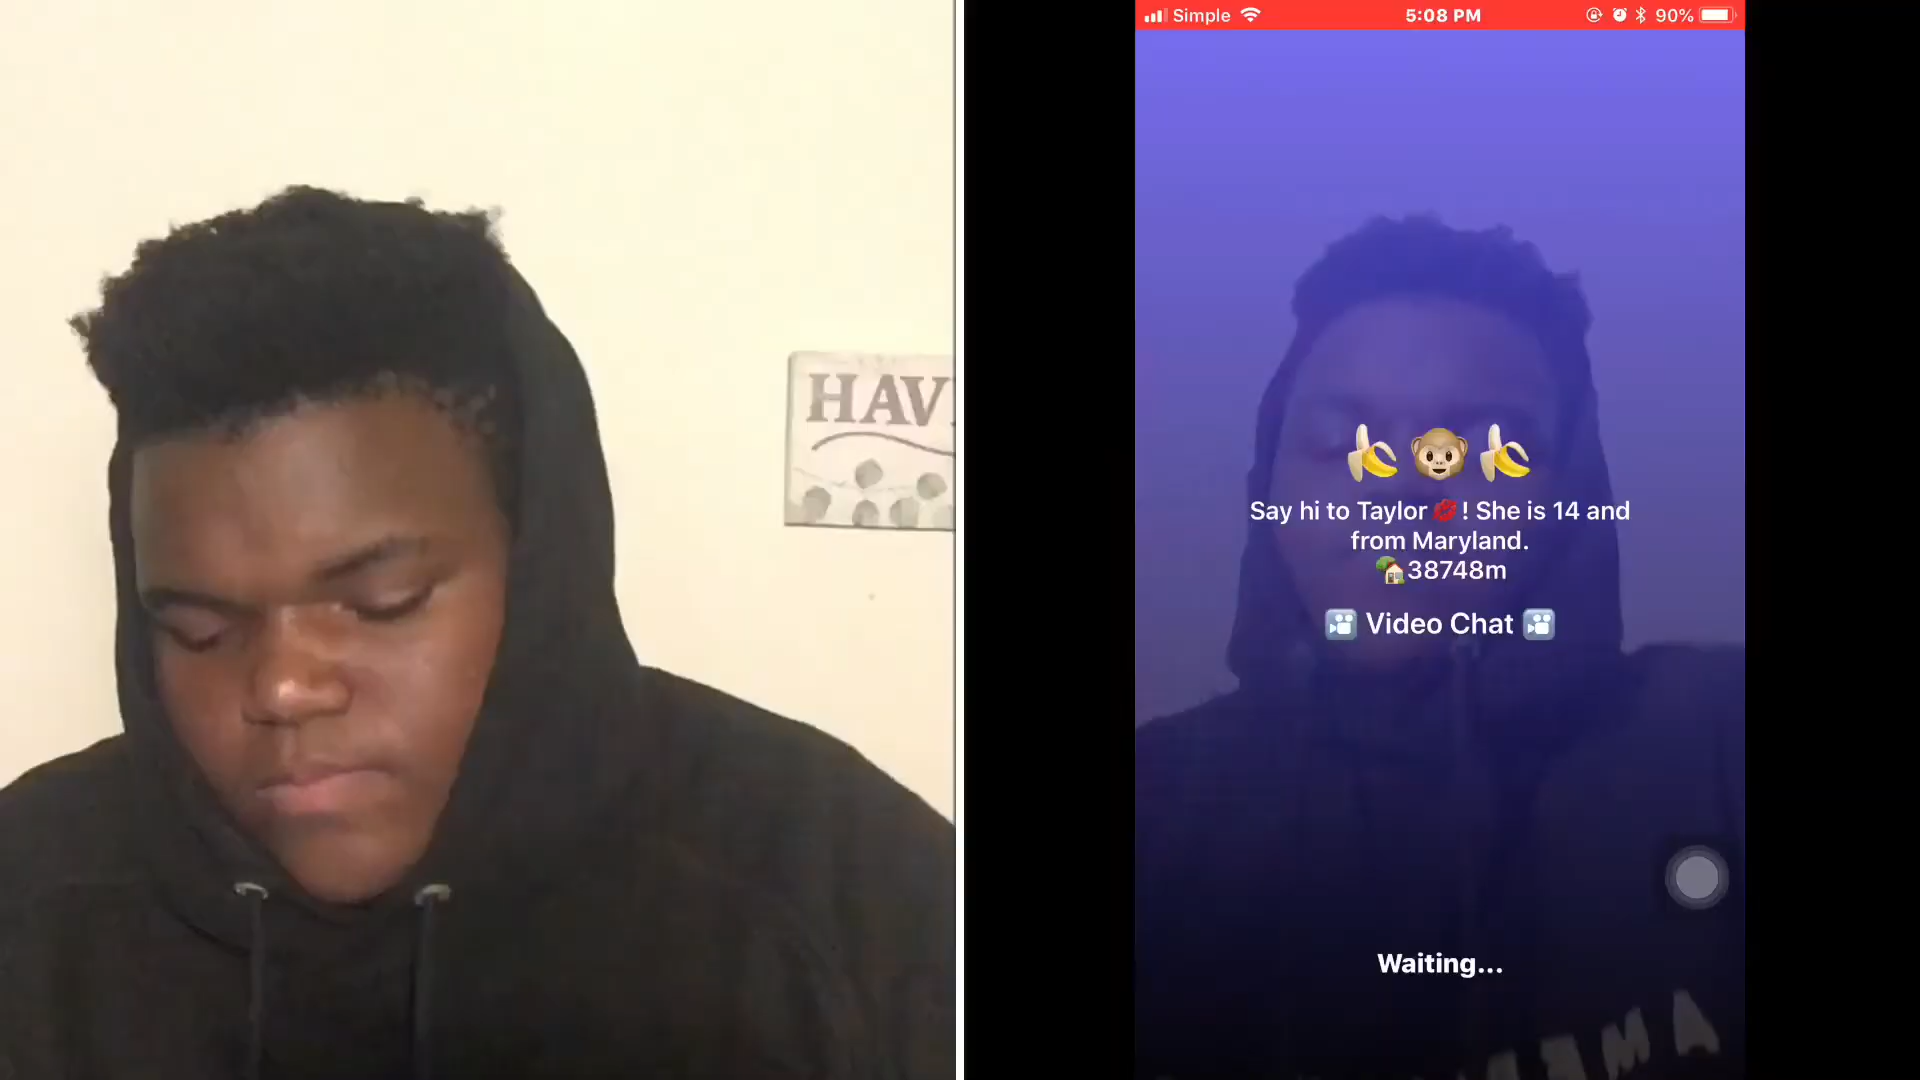 HAV
Simple
5:08 PM
90%
Say hi to Taylor💋! She is 14 and
from Maryland.
🏡38748m
🎦 Video Chat 🎦
Waiting...